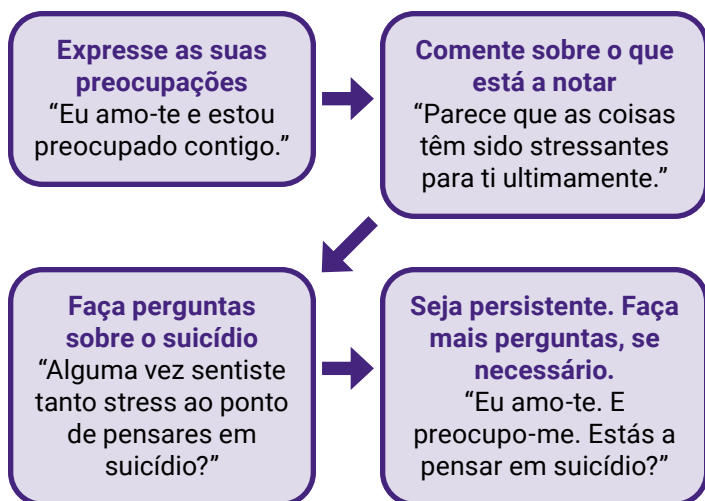 Expresse as suas
preocupações
“Eu amo-te e estou
preocupado contigo.”
Comente sobre o que
está a notar
“Parece que as coisas
têm sido stressantes
para ti ultimamente.”
Faça perguntas
sobre o suicídio
“Alguma vez sentiste
tanto stress ao ponto
de pensares em
suicídio?”
Seja persistente. Faça
mais perguntas, se
necessário.
“Eu amo-te. E
preocupo-me. Estás a
pensar em suicídio?”